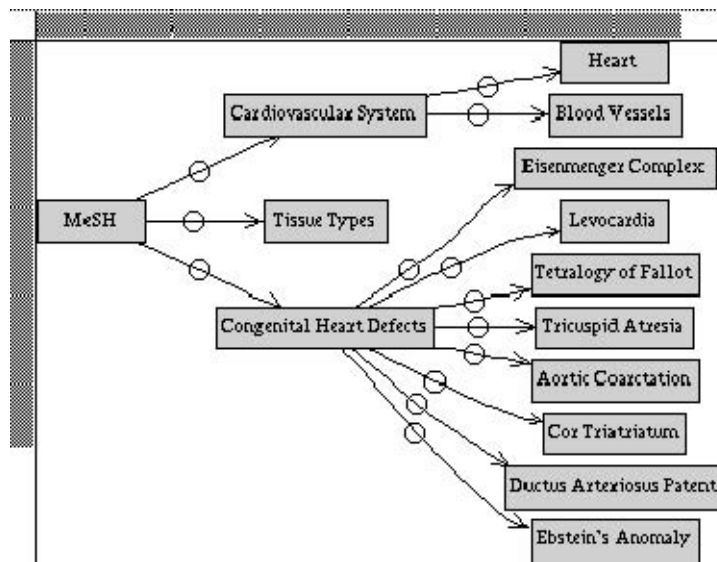 Heart
Cardiovascular System
Blood Vessels
Eisenmenger Complex
MeSH
Tissue Types
Levocardia
Tetralogy of Fallot
Congenital Heart Defects
Tricuspid Atresia
Aortic Coarctation
Cor Triatriatum
Ductus Arteriosus Patent
Ebstein's Anomaly